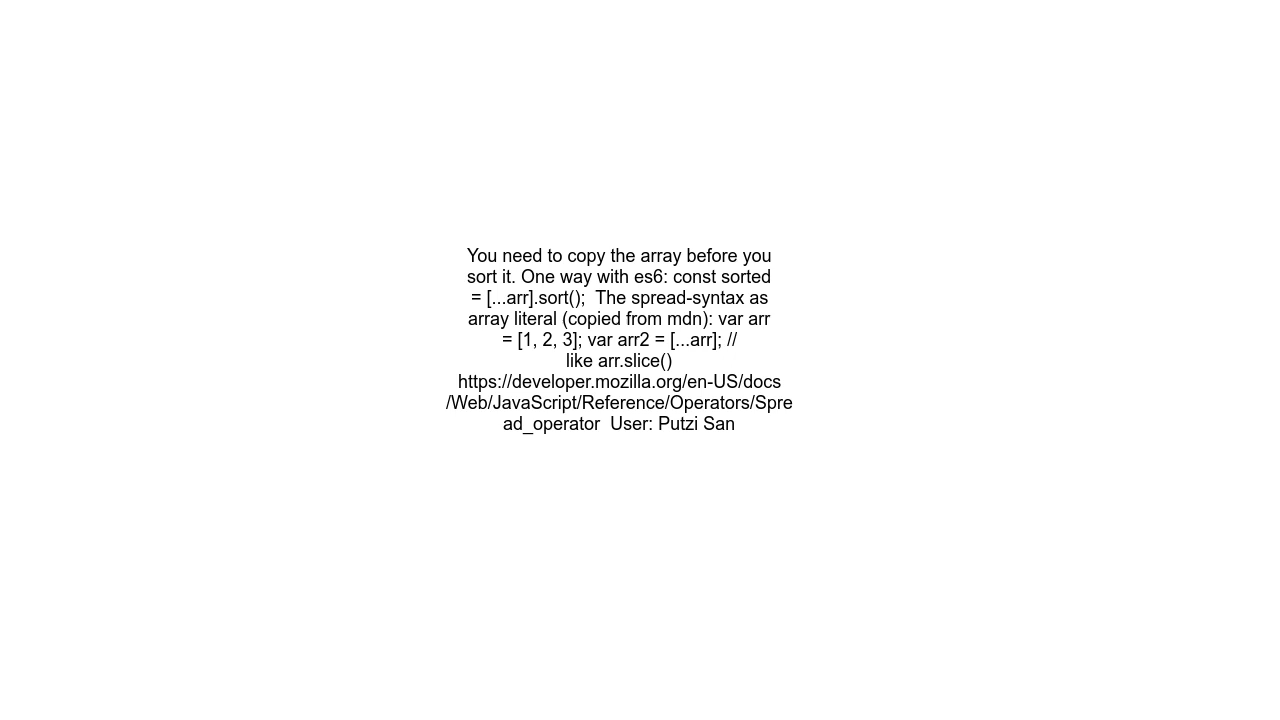 You need to copy the array before you
sort it. One way with es6: const sorted
= [...arr].sort();  The spread-syntax as
array literal (copied from mdn): var arr
= [1, 2, 3]; var arr2 = [...arr]; //
like arr.slice()
https://developer.mozilla.org/en-US/docs
/Web/JavaScript/Reference/Operators/Spre
ad_operator  User: Putzi San